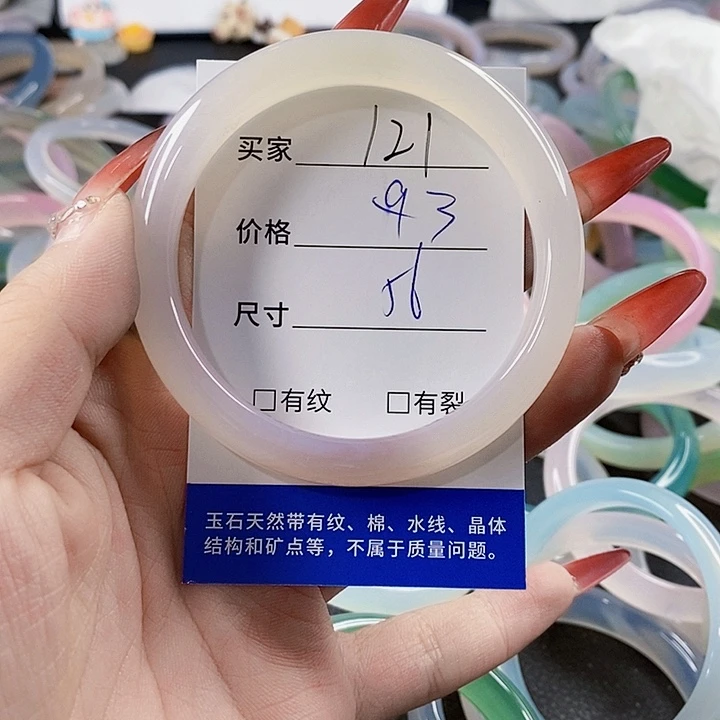 买家 121
价格 93
尺寸 56
□有纹 □有裂
玉石天然带有纹、棉、水线、晶体
结构和矿点等，不属于质量问题。